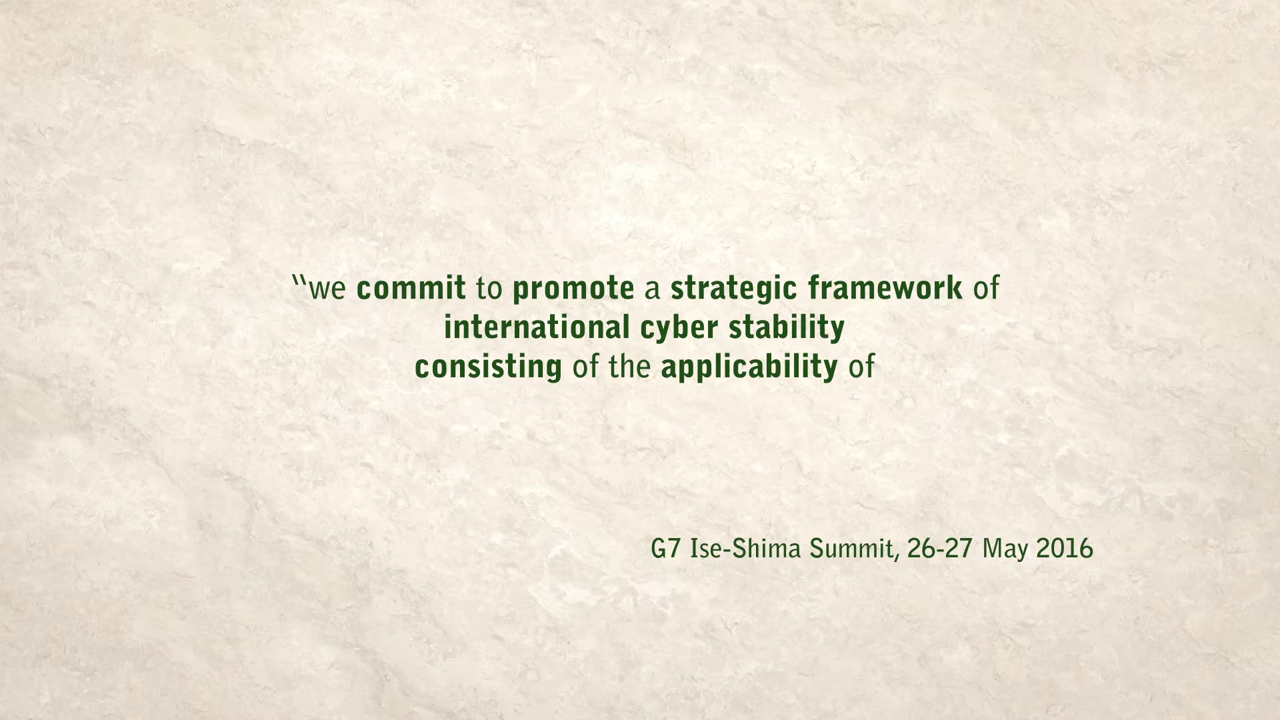 “we commit to promote a strategic framework of
international cyber stability
consisting of the applicability of
G7 Ise-Shima Summit, 26-27 May 2016